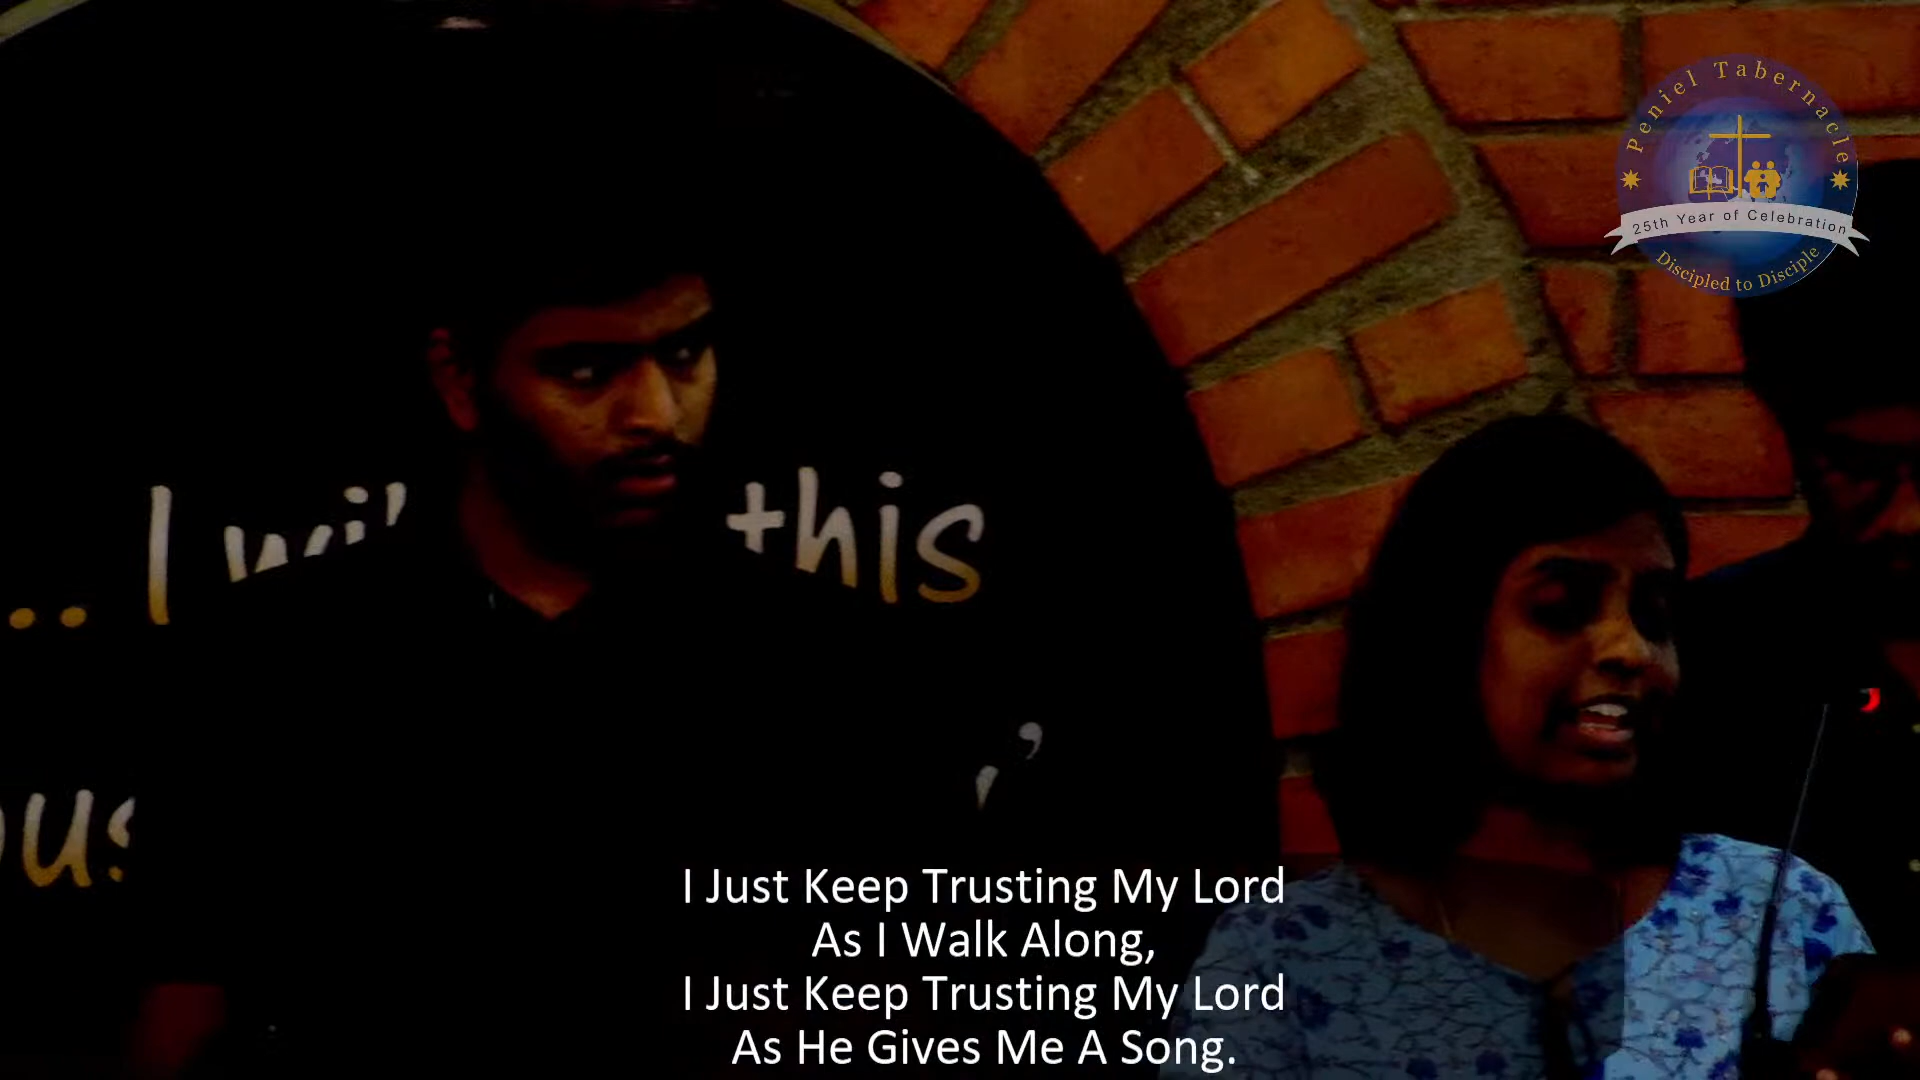 Peniel Tabernacle
25th Year of Celebration
Discipled to Disciple
.. I
this
I Just Keep Trusting My Lord
As I Walk Along,
I Just Keep Trusting My Lord
As He Gives Me A Song.